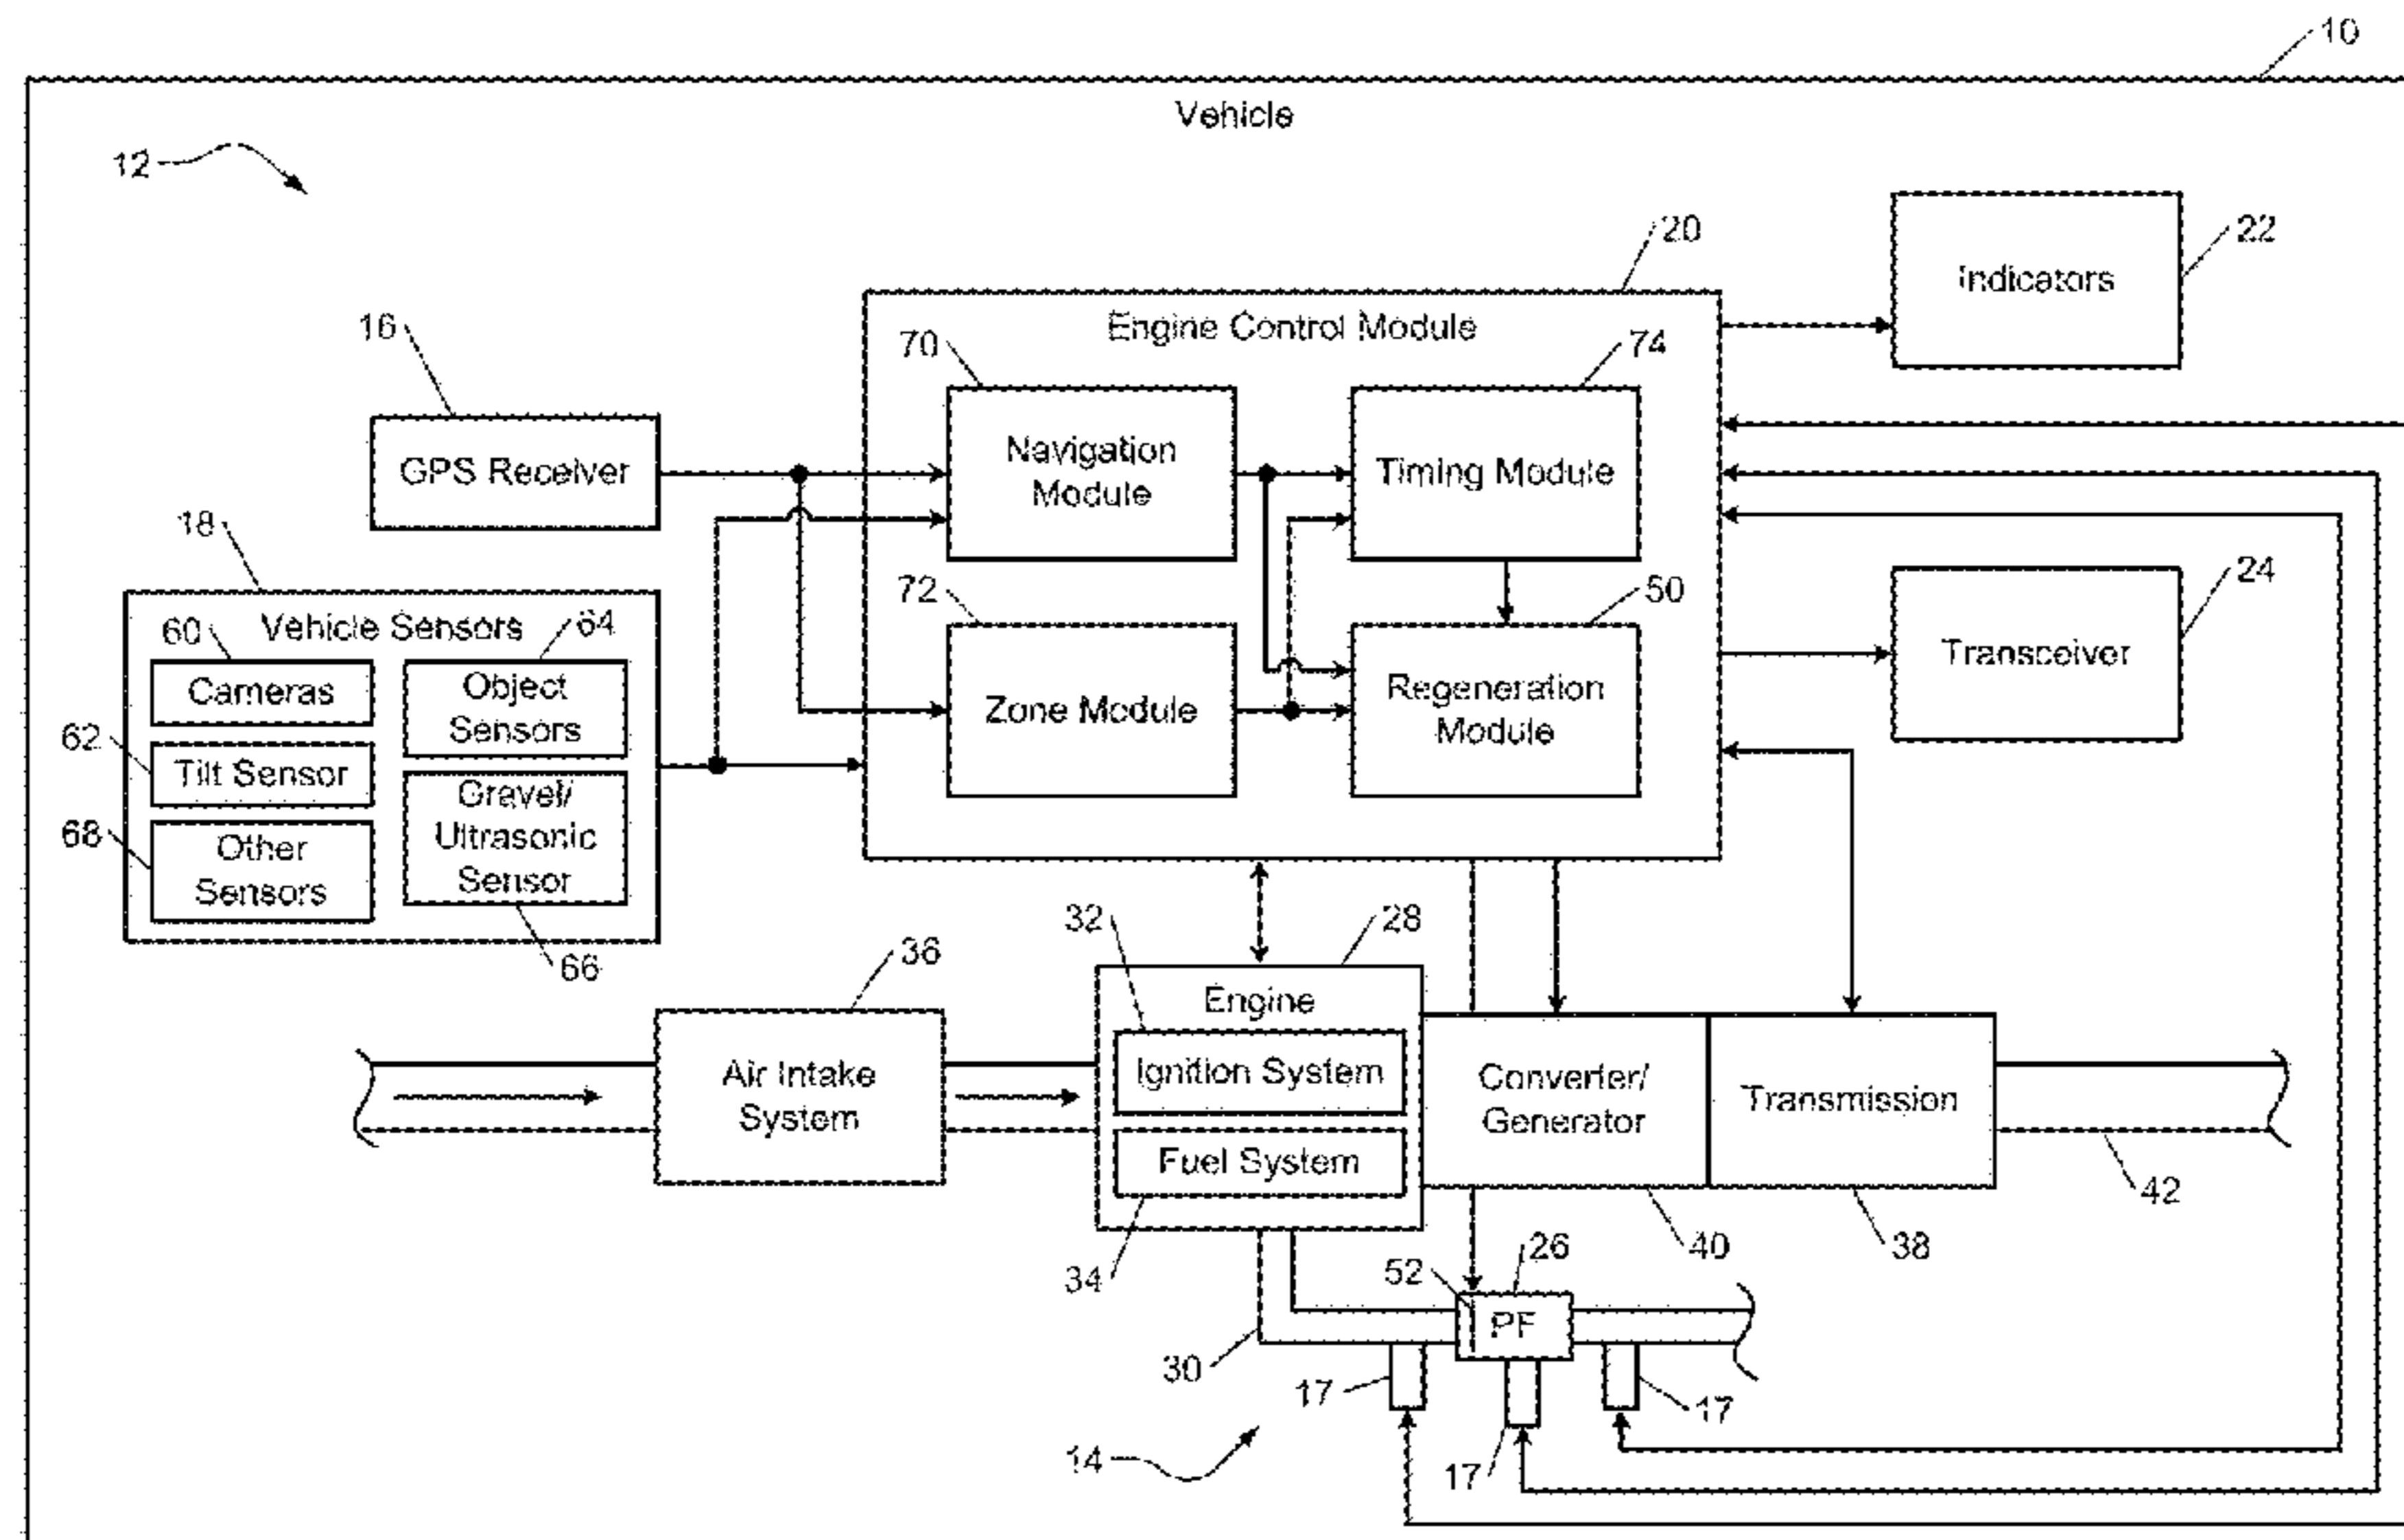 10
Vehicle
12
20
22
Indicators
16
Engine Control Module
70
74
GPS Receiver
Navigation
Module
Timing Module
18
72
50
24
Vehicle Sensors
60
64
Cameras
Object
Sensors
Zone Module
Regeneration
Module
Transceiver
62
Tilt Sensor
Gravel/
Ultrasonic
Sensor
68
Other
Sensors
66
36
32
28
Engine
Air Intake
System
Ignition System
Fuel System
Converter/
Generator
Transmission
42
34
52
26
40
38
PF
30
17
17
14
17